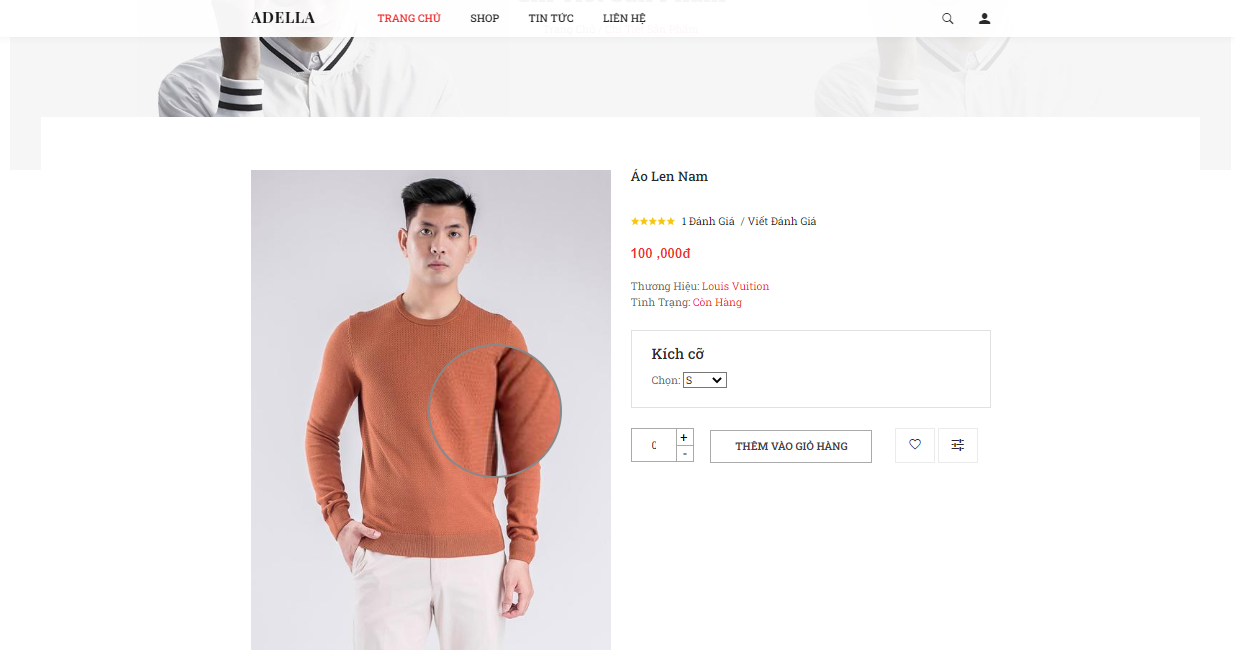 ADELLA TRANG CHỦ SHOP TIN TỨC LIÊN HỆ
Áo Len Nam
1 Đánh Giá / Viết Đánh Giá
100 ,000đ
Thương Hiệu: Louis Vuition
Tình Trạng: Còn Hàng
Kích cỡ
Chọn: S
0 + -
THÊM VÀO GIỎ HÀNG